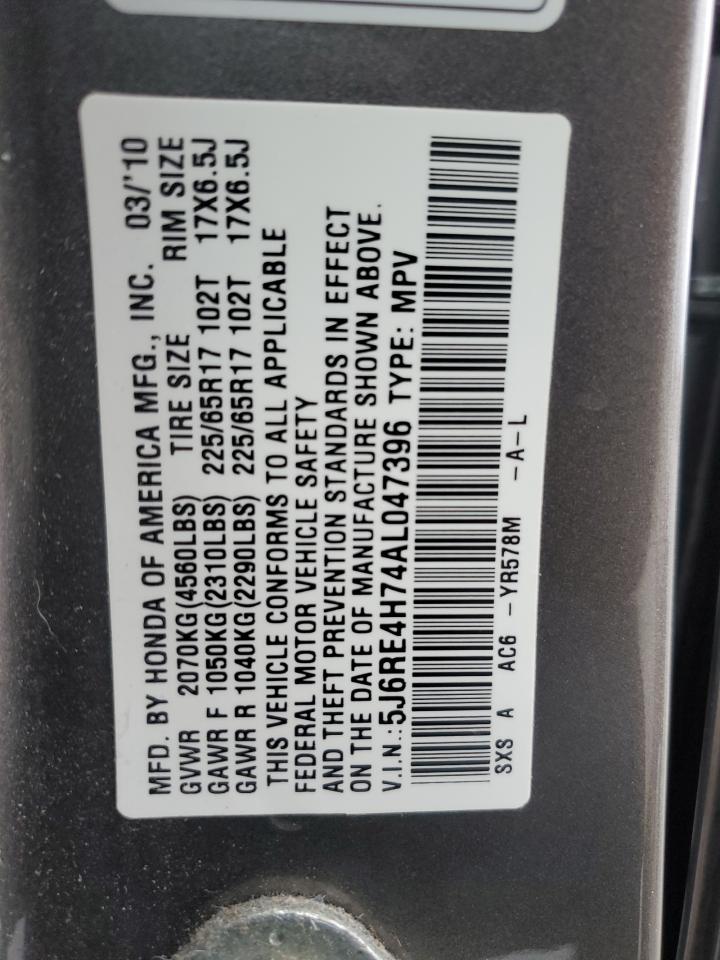 MFD. BY HONDA OF AMERICA MFG., INC. 03/'10
GVWR 2070KG(4560LBS) TIRE SIZE RIM SIZE
GAWR F 1050KG(2310LBS) 225/65R17 102T 17X6.5J
GAWR R 1040KG(2290LBS) 225/65R17 102T 17X6.5J
THIS VEHICLE CONFORMS TO ALL APPLICABLE
FEDERAL MOTOR VEHICLE SAFETY
AND THEFT PREVENTION STANDARDS IN EFFECT
ON THE DATE OF MANUFACTURE SHOWN ABOVE.
V.I.N.:5J6RE4H74AL047396 TYPE: MPV
SXS A AC6 -YR578M -A-L